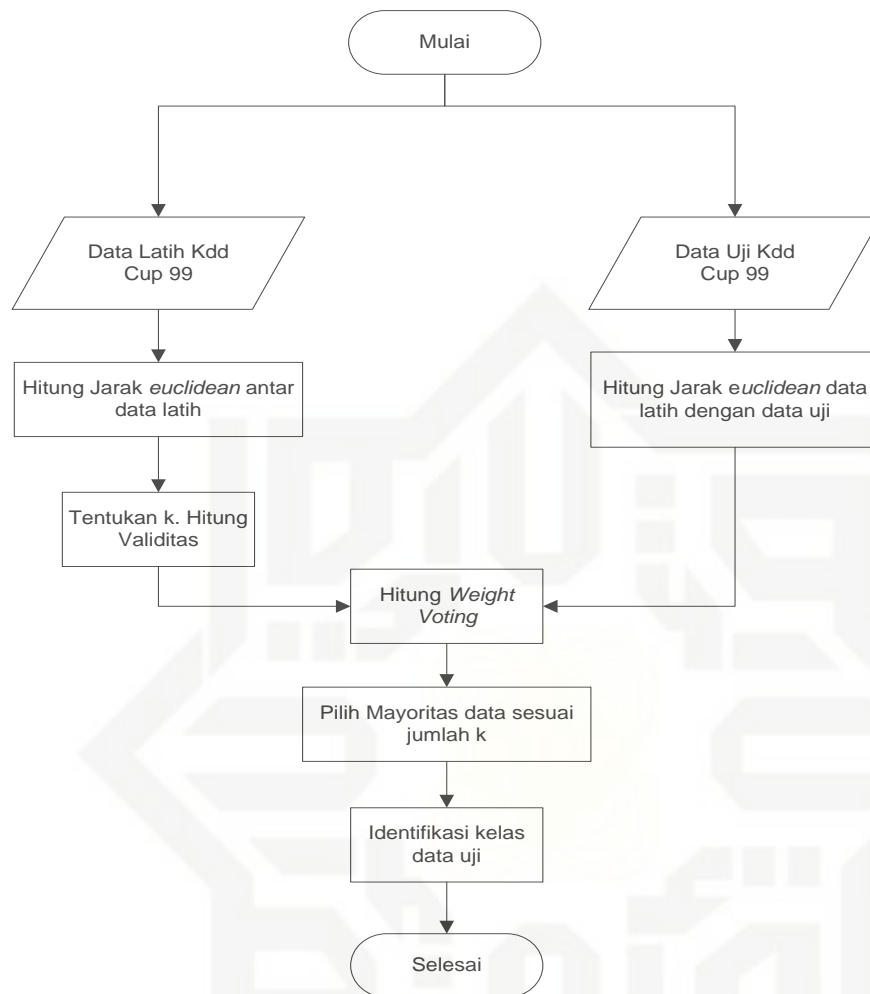 Mulai
Data Latih Kdd
Cup 99
Data Uji Kdd
Cup 99
Hitung Jarak euclidean antar
data latih
Hitung Jarak euclidean data
latih dengan data uji
Tentukan k. Hitung
Validitas
Hitung Weight
Voting
Pilih Mayoritas data sesuai
jumlah k
Identifikasi kelas
data uji
Selesai